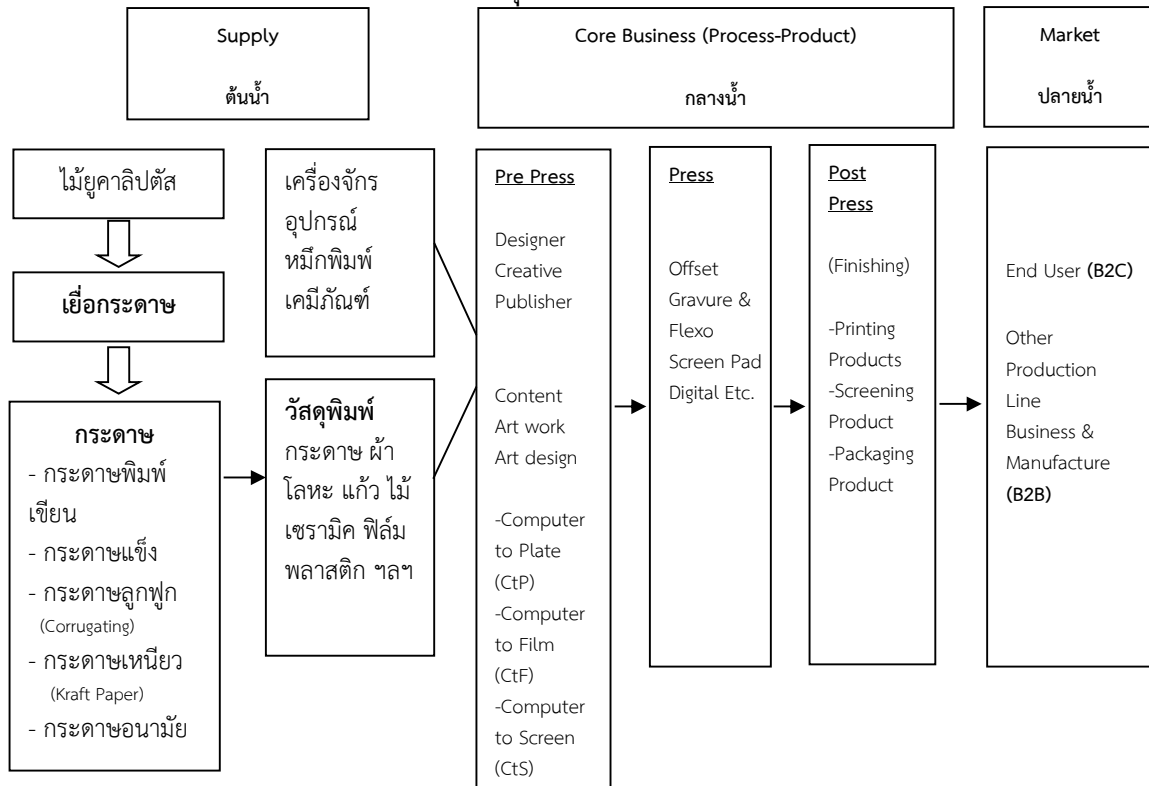 Supply
ต้นน้ำ
Core Business (Process-Product)
กลางน้ำ
Market
ปลายน้ำ
ไม้ยูคาลิปตัส
เยื่อกระดาษ
กระดาษ
- กระดาษพิมพ์
เขียน
- กระดาษแข็ง
- กระดาษลูกฟูก
(Corrugating)
- กระดาษเหนียว
(Kraft Paper)
- กระดาษอนามัย
เครื่องจักร
อุปกรณ์
หมึกพิมพ์
เคมีภัณฑ์
วัสดุพิมพ์
กระดาษ ผ้า
โลหะ แก้ว ไม้
เซรามิค ฟิล์ม
พลาสติก ฯลฯ
Pre Press
Designer
Creative
Publisher
Content
Art work
Art design
-Computer
to Plate
(CtP)
-Computer
to Film
(CtF)
-Computer
to Screen
(CtS)
Press
Offset
Gravure &
Flexo
Screen Pad
Digital Etc.
Post
Press
(Finishing)
-Printing
Products
-Screening
Product
-Packaging
Product
End User (B2C)
Other
Production
Line
Business &
Manufacture
(B2B)